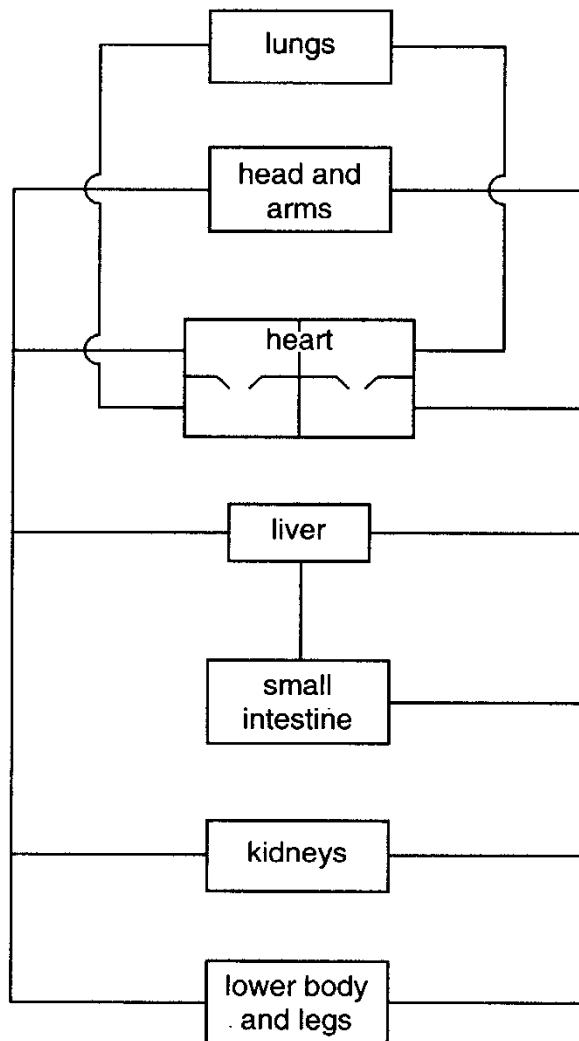 lungs
head and
arms
heart
liver
small
intestine
kidneys
lower body
and legs